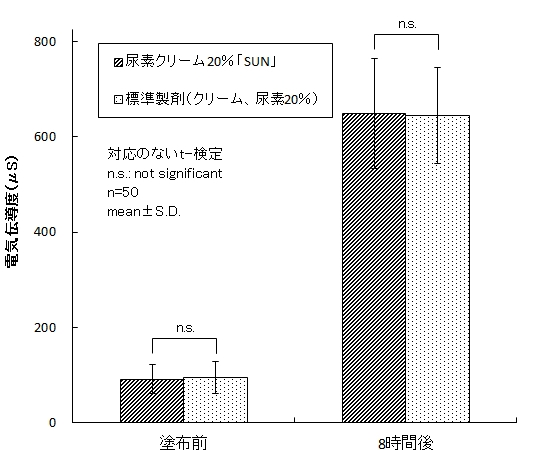 n.s.
800
尿素クリーム20%「SUN」
標準製剤(クリーム、尿素20%)
600
対応のないt-検定
n.s.: not significant
n=50
mean±S.D.
電気伝導度(μS)
400
200
n.s.
0
塗布前
8時間後